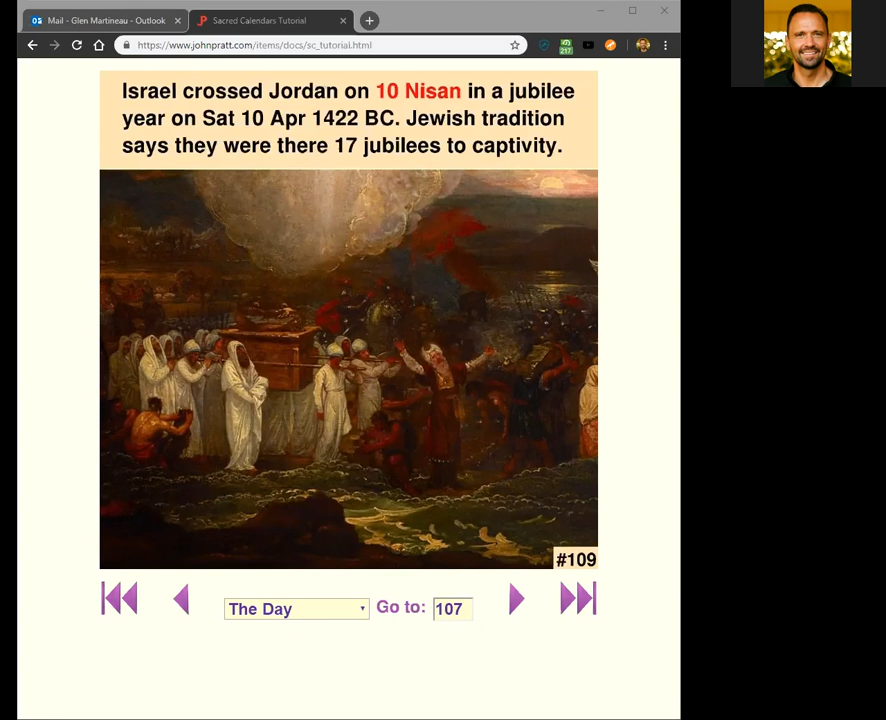 Mail - Glen Martineau - Outlook
Sacred Calendars Tutorial
https://www.johnpratt.com/items/docs/sc_tutorial.html
217
Israel crossed Jordan on 10 Nisan in a jubilee
year on Sat 10 Apr 1422 BC. Jewish tradition
says they were there 17 jubilees to captivity.
#109
The Day
Go to: 107